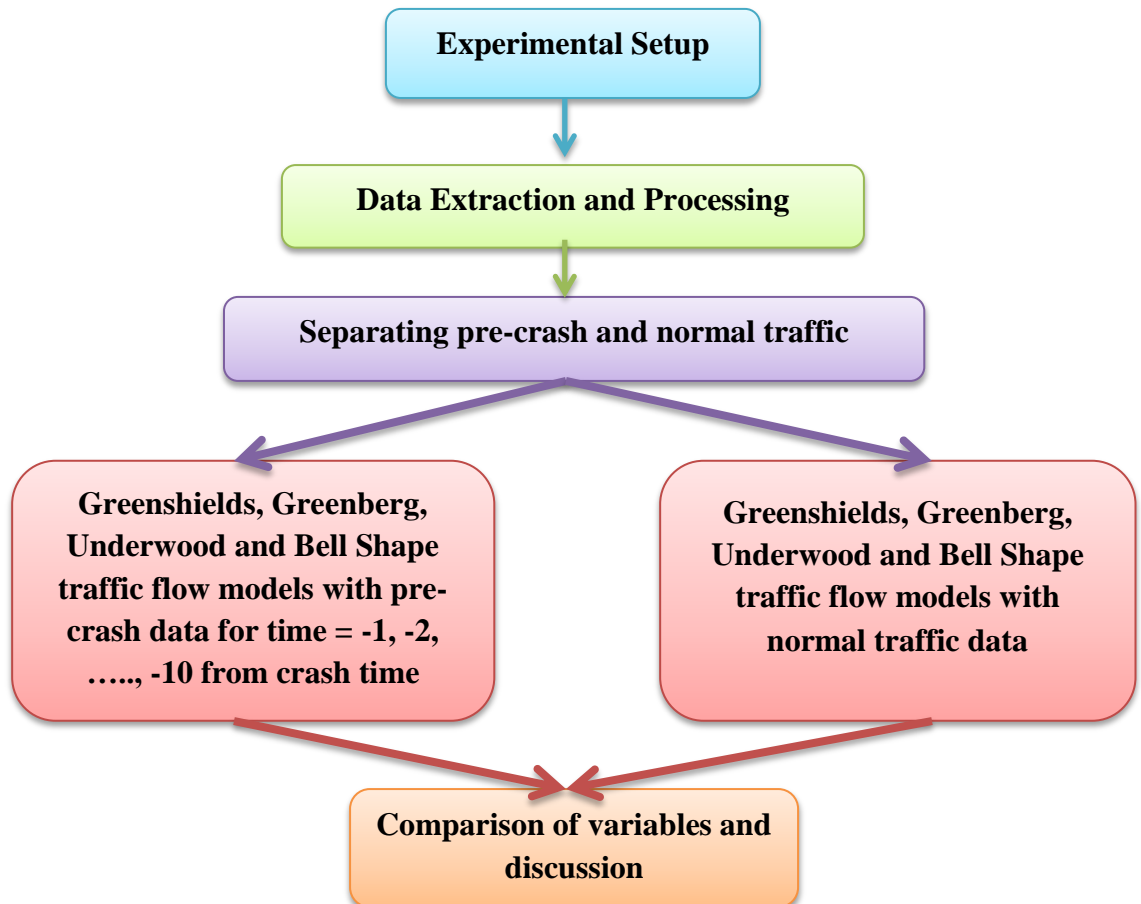 Experimental Setup
Data Extraction and Processing
Separating pre-crash and normal traffic
Greenshields, Greenberg,
Underwood and Bell Shape
traffic flow models with pre-
crash data for time = -1, -2,
….., -10 from crash time
Greenshields, Greenberg,
Underwood and Bell Shape
traffic flow models with
normal traffic data
Comparison of variables and
discussion